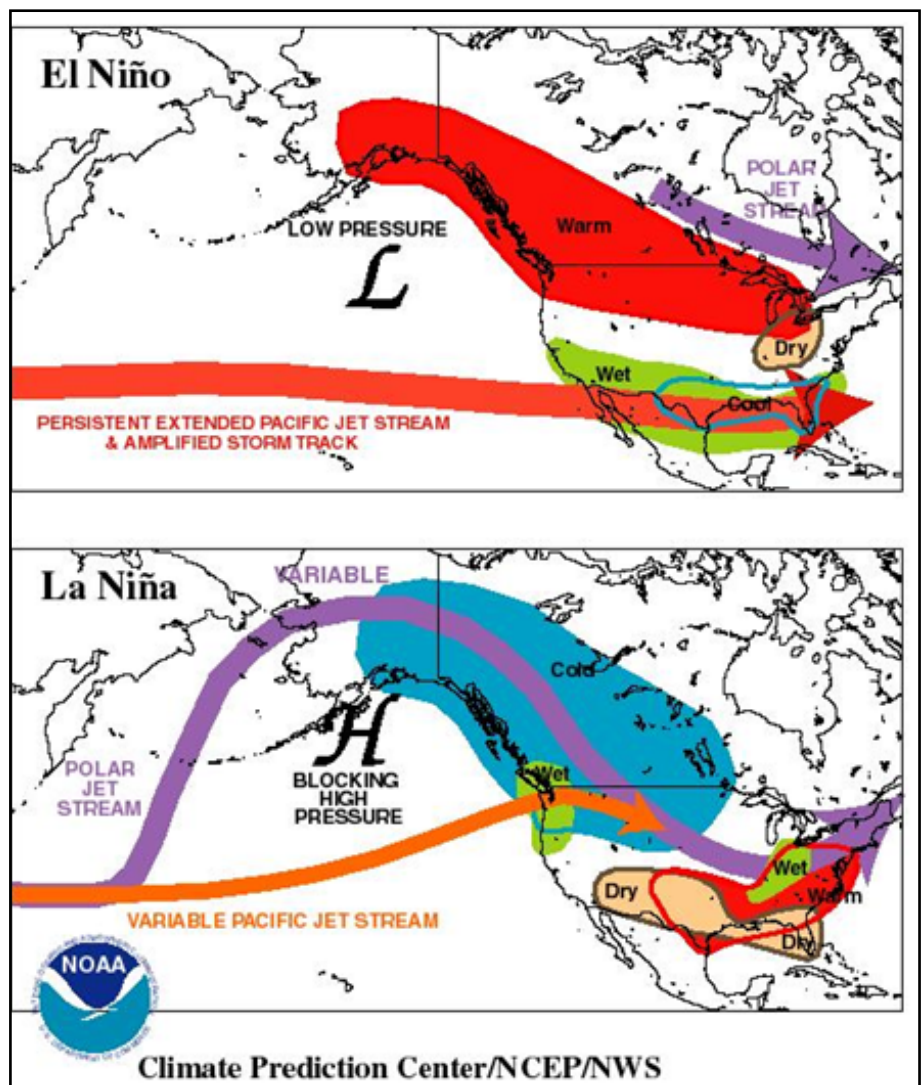 El Niño
POLAR
JET
STREAM
LOW PRESSURE
L
Warm
Dry
Wet
Cool
PERSISTENT EXTENDED PACIFIC JET STREAM
& AMPLIFIED STORM TRACK
La Niña
VARIABLE
Cold
H
BLOCKING
HIGH
PRESSURE
POLAR
JET
STREAM
Wet
Wet
Dry
Warm
Dry
VARIABLE PACIFIC JET STREAM
NOAA
Climate Prediction Center/NCEP/NWS